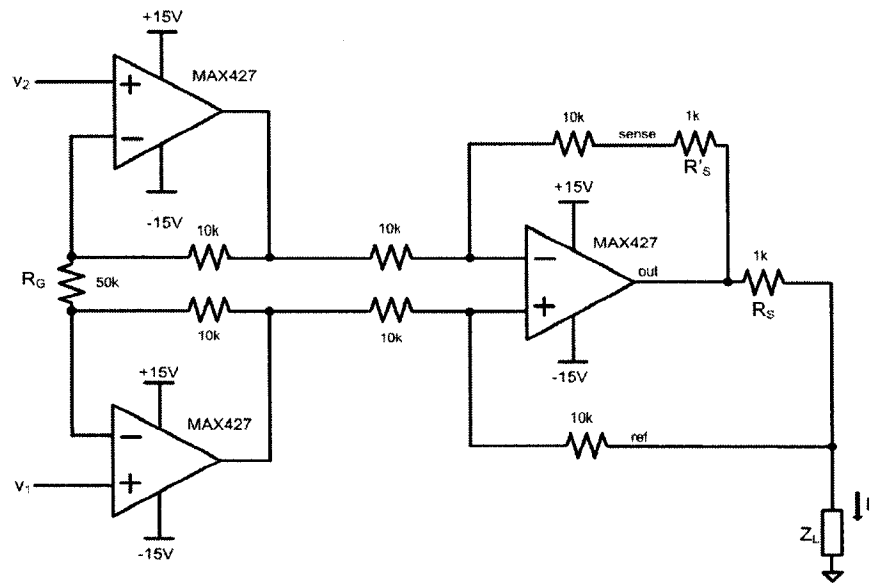 +15V
MAX427
v2
+
−
-15V
10k
10k
RG
50k
10k
10k
+15V
MAX427
−
+
v1
-15V
10k
sense
1k
R'S
+15V
MAX427
−
+
out
1k
RS
-15V
10k
ref
I
ZL